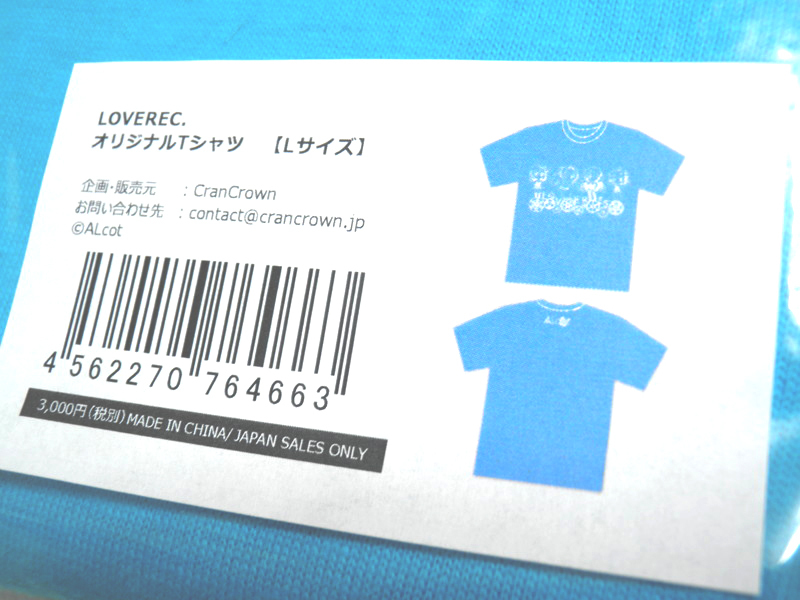 LOVEREC.
オリジナルTシャツ 【Lサイズ】
企画・販売元 : CranCrown
お問い合わせ先 : contact@crancrown.jp
©ALcot
4 562270 764663
3,000円(税別) MADE IN CHINA/ JAPAN SALES ONLY